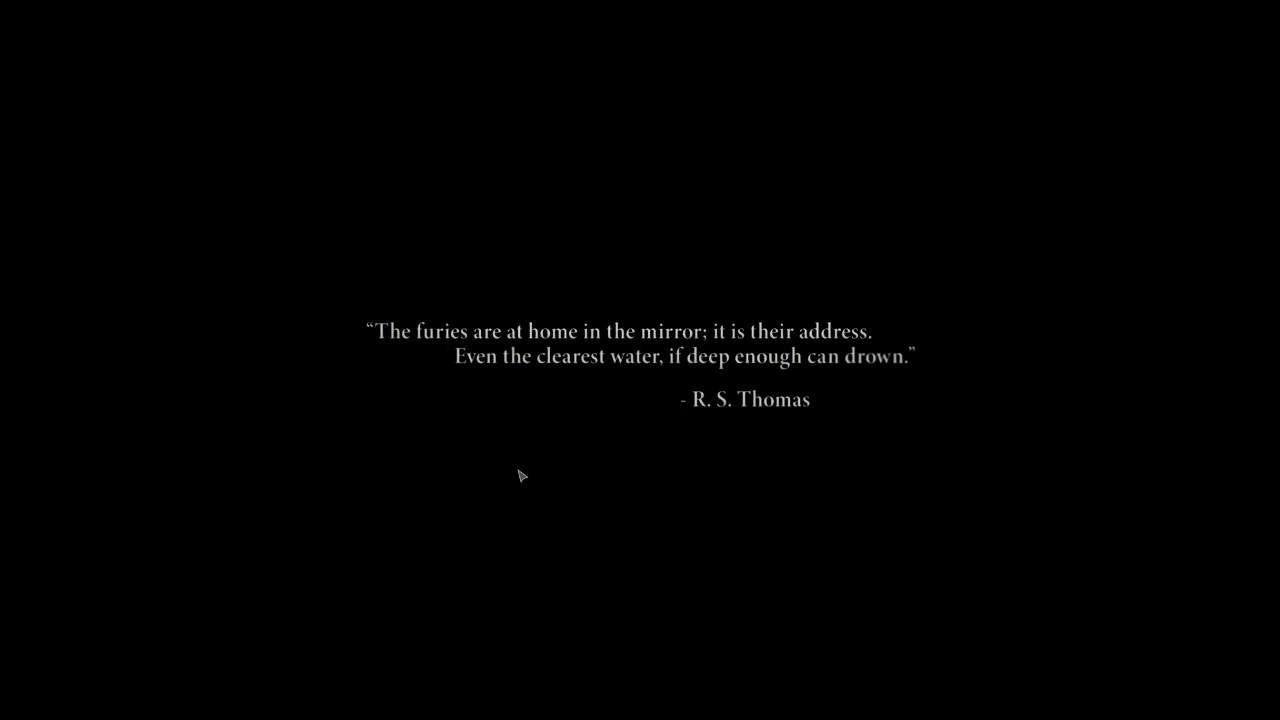 “The furies are at home in the mirror; it is their address.
Even the clearest water, if deep enough can drown.”
- R. S. Thomas